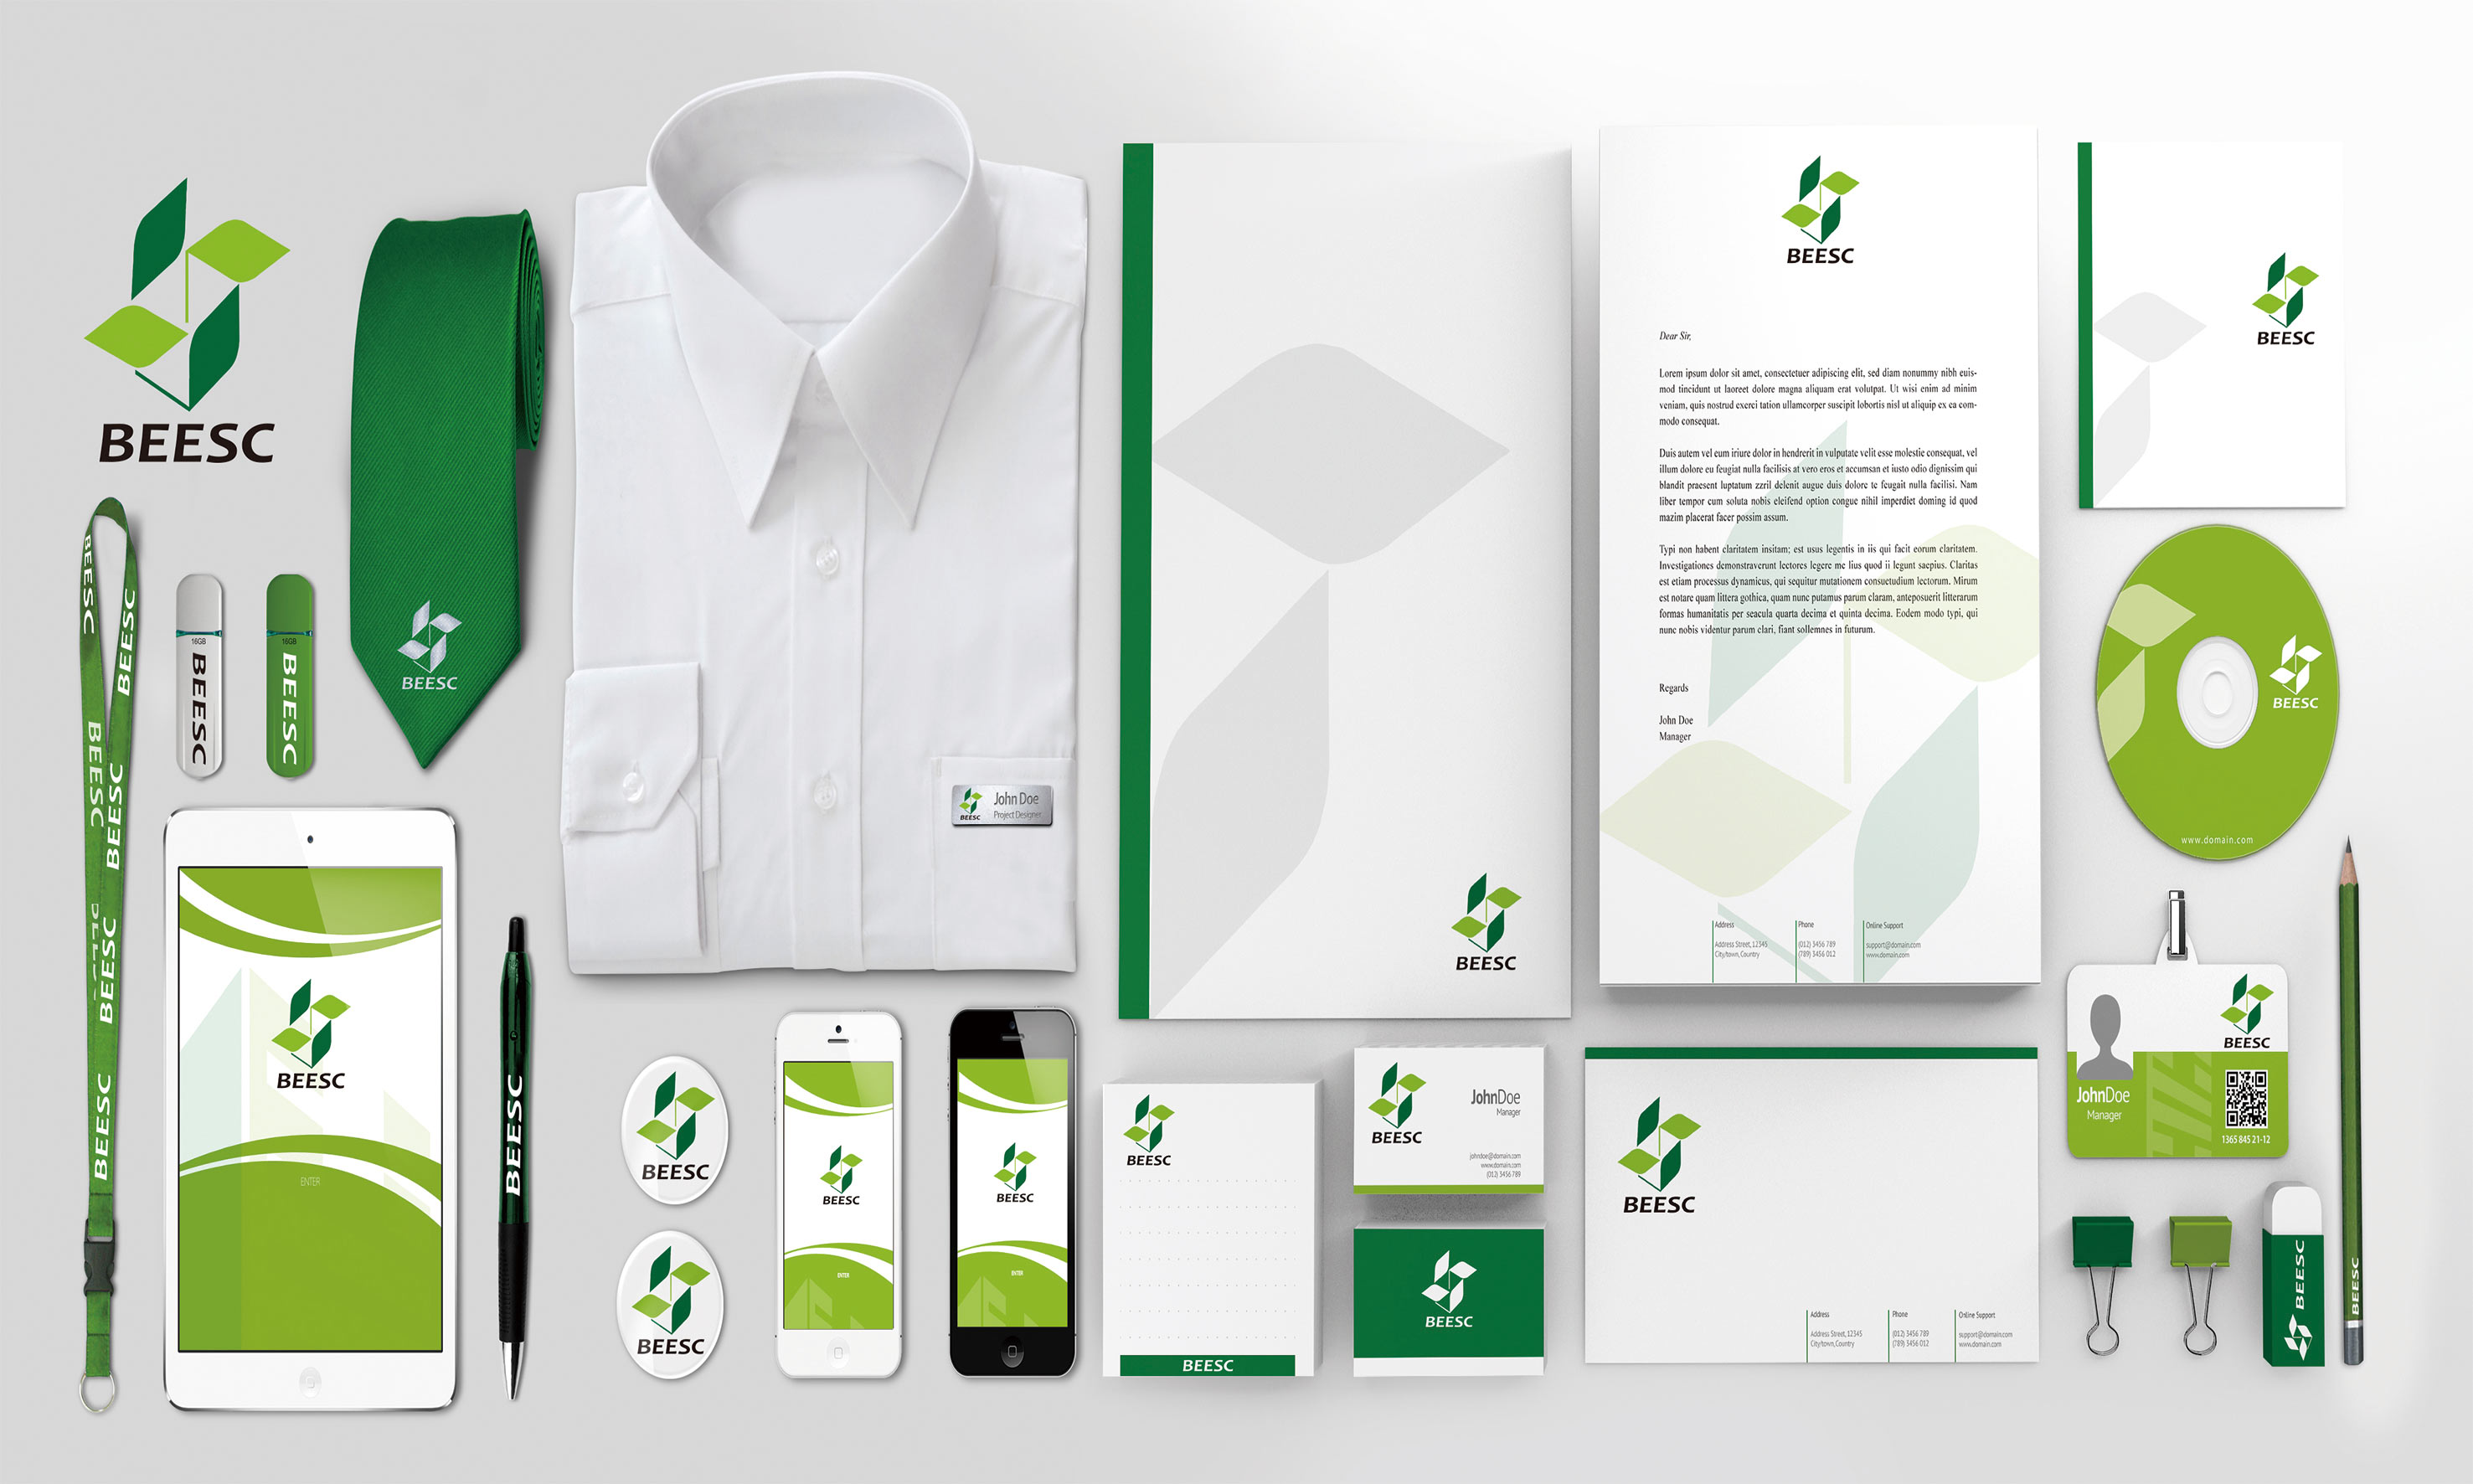 BEESC
BEESC
BEESC
BEESC
BEESC
BEESC
BEESC
BEESC
BEESC
16GB
BEESC
16GB
BEESC
BEESC
John Doe
Project Designer
BEESC
BEESC
BEESC
Dear Sir,
Lorem ipsum dolor sit amet, consectetuer adipiscing elit, sed diam nonummy nibh euis-
mod tincidunt ut laoreet dolore magna aliquam erat volutpat. Ut wisi enim ad minim
veniam, quis nostrud exerci tation ullamcorper suscipit lobortis nisl ut aliquip ex ea com-
modo consequat.
Duis autem vel eum iriure dolor in hendrerit in vulputate velit esse molestie consequat, vel
illum dolore eu feugiat nulla facilisis at vero eros et accumsan et iusto odio dignissim qui
blandit praesent luptatum zzril delenit augue duis dolore te feugait nulla facilisi. Nam
liber tempor cum soluta nobis eleifend option congue nihil imperdiet doming id quod
mazim placerat facer possim assum.
Typi non habent claritatem insitam; est usus legentis in iis qui facit eorum claritatem.
Investigationes demonstraverunt lectores legere me lius quod ii legunt saepius. Claritas
est etiam processus dynamicus, qui sequitur mutationem consuetudium lectorum. Mirum
est notare quam littera gothica, quam nunc putamus parum claram, anteposuerit litterarum
formas humanitatis per seacula quarta decima et quinta decima. Eodem modo typi, qui
nunc nobis videntur parum clari, fiant sollemnes in futurum.
Regards
John Doe
Manager
Address
Address Street, 12345
City/town, Country
Phone
(012) 3456 789
(789) 3456 012
Online Support
support@domain.com
www.domain.com
BEESC
BEESC
www.domain.com
BEESC
JohnDoe
Manager
1365 845 21-12
BEESC
ENTER
BEESC
BEESC
BEESC
BEESC
ENTER
BEESC
ENTER
BEESC
BEESC
BEESC
JohnDoe
Manager
johndoe@domain.com
www.domain.com
(012) 3456 789
BEESC
BEESC
Address
Address Street, 12345
City/town, Country
Phone
(012) 3456 789
(789) 3456 012
Online Support
support@domain.com
www.domain.com
BEESC
BEESC